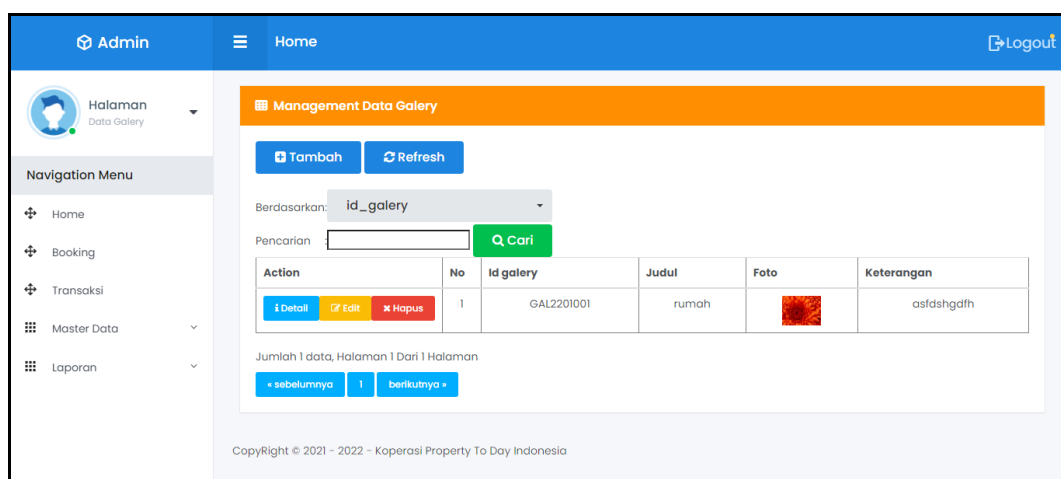 Admin
Home
Logout
Halaman
Data Galery
Navigation Menu
Home
Booking
Transaksi
Master Data
Laporan
Management Data Galery
Tambah
Refresh
Berdasarkan: id_galery
Pencarian :
Cari
Action No Id galery Judul Foto Keterangan
Detail Edit Hapus 1 GAL2201001 rumah asfdshgdfh
Jumlah 1 data, Halaman 1 Dari 1 Halaman
« sebelumnya 1 berikutnya »
CopyRight © 2021 - 2022 - Koperasi Property To Day Indonesia